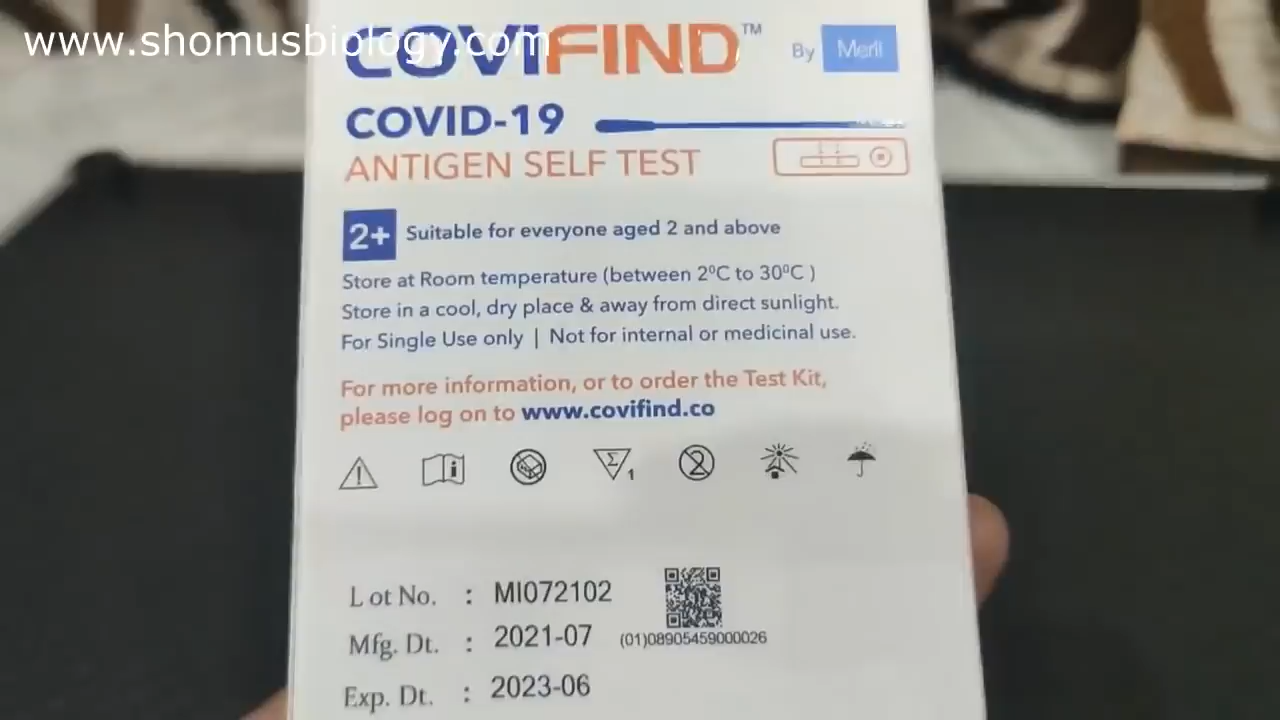 www.shomusbiology.com
COVIFIND™ By Meril
COVID-19
ANTIGEN SELF TEST
2+ Suitable for everyone aged 2 and above
Store at Room temperature (between 2⁰C to 30⁰C )
Store in a cool, dry place & away from direct sunlight.
For Single Use only | Not for internal or medicinal use.
For more information, or to order the Test Kit,
please log on to www.covifind.co
Σ 1 2
Lot No. : MI072102
Mfg. Dt. : 2021-07 (01)08905459000026
Exp. Dt. : 2023-06